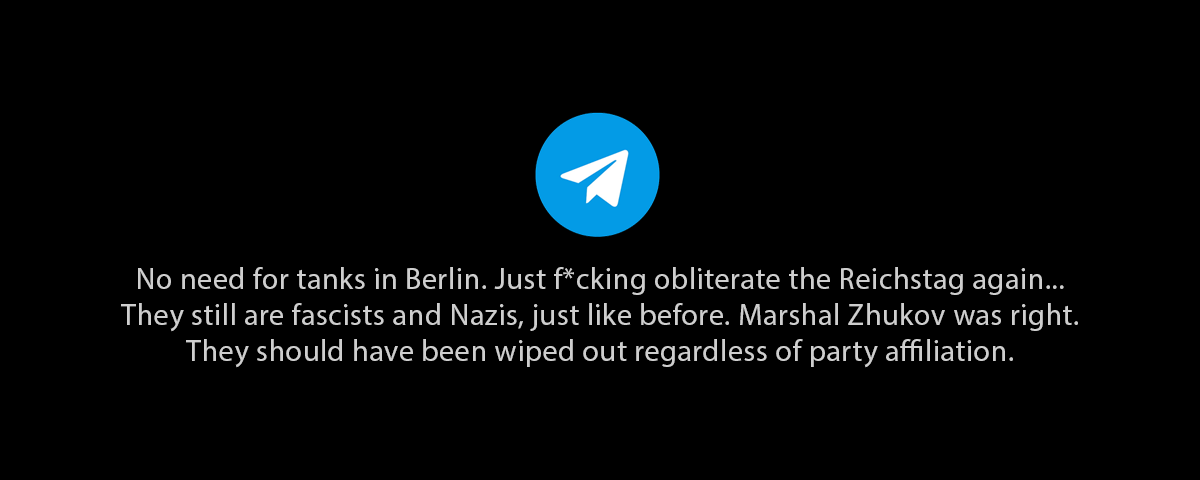 No need for tanks in Berlin. Just f*cking obliterate the Reichstag again...
They still are fascists and Nazis, just like before. Marshal Zhukov was right.
They should have been wiped out regardless of party affiliation.